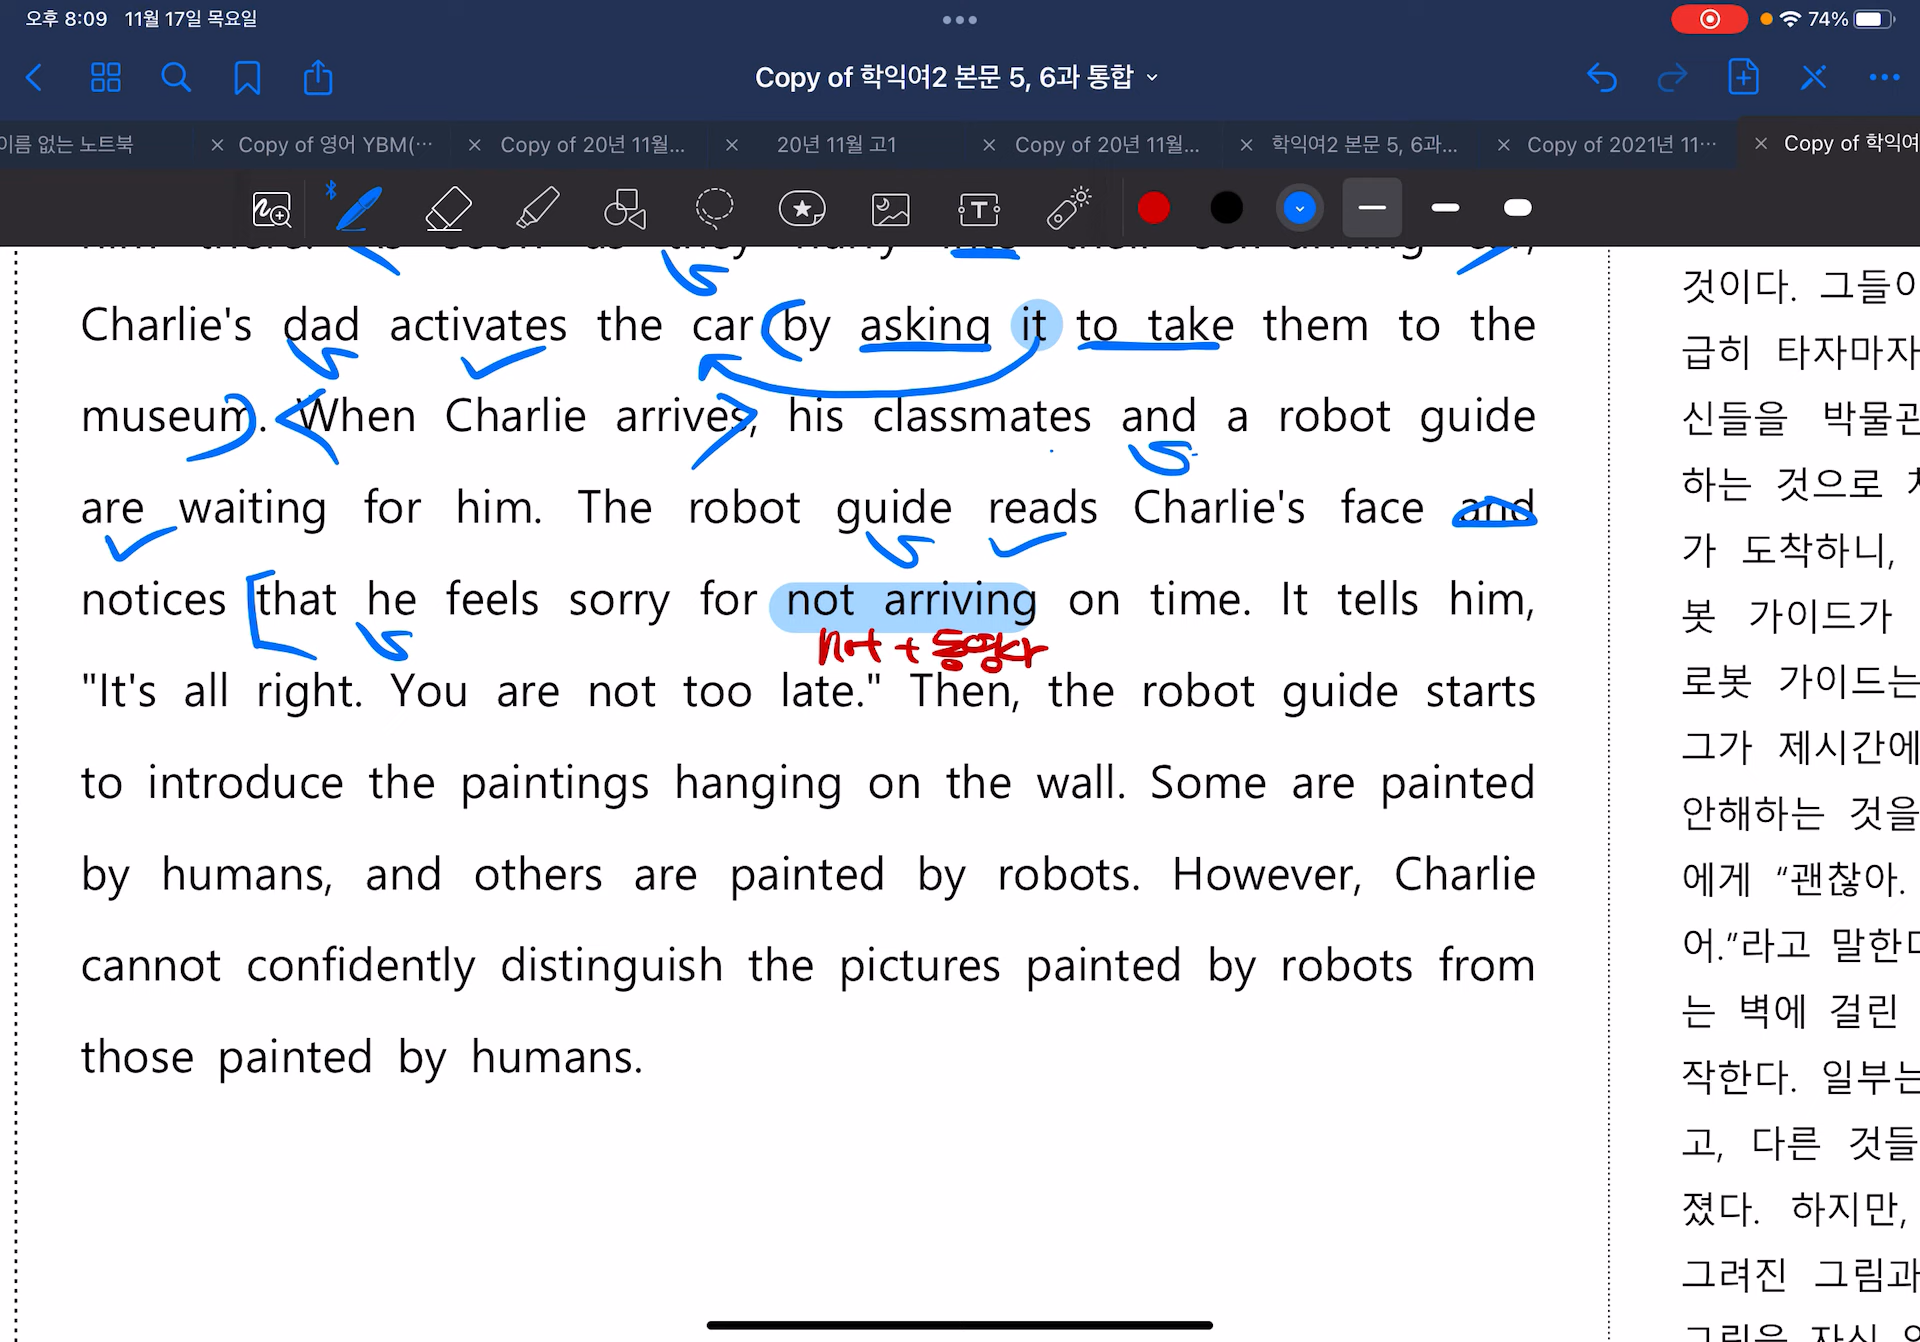 오후 8:09 11월 17일 목요일
74%
Copy of 학익여2 본문 5, 6과 통합
이름 없는 노트북
Copy of 영어 YBM(…
Copy of 20년 11월...
20년 11월 고1
Copy of 20년 11월...
학익여2 본문 5, 6과...
Copy of 2021년 11…
Copy of 학익여
him there. As soon as they hurry into their self-driving car,
Charlie's dad activates the car by asking it to take them to the
museum. When Charlie arrives, his classmates and a robot guide
are waiting for him. The robot guide reads Charlie's face and
notices that he feels sorry for not arriving on time. It tells him,
not + 동명사
"It's all right. You are not too late." Then, the robot guide starts
to introduce the paintings hanging on the wall. Some are painted
by humans, and others are painted by robots. However, Charlie
cannot confidently distinguish the pictures painted by robots from
those painted by humans.
것이다. 그들이
급히 타자마자
신들을 박물관
하는 것으로
가 도착하니,
봇 가이드가
로봇 가이드는
그가 제시간에
안해하는 것을
에게 “괜찮아.
어.”라고 말한다
는 벽에 걸린
작한다. 일부는
고, 다른 것들
졌다. 하지만,
그려진 그림과